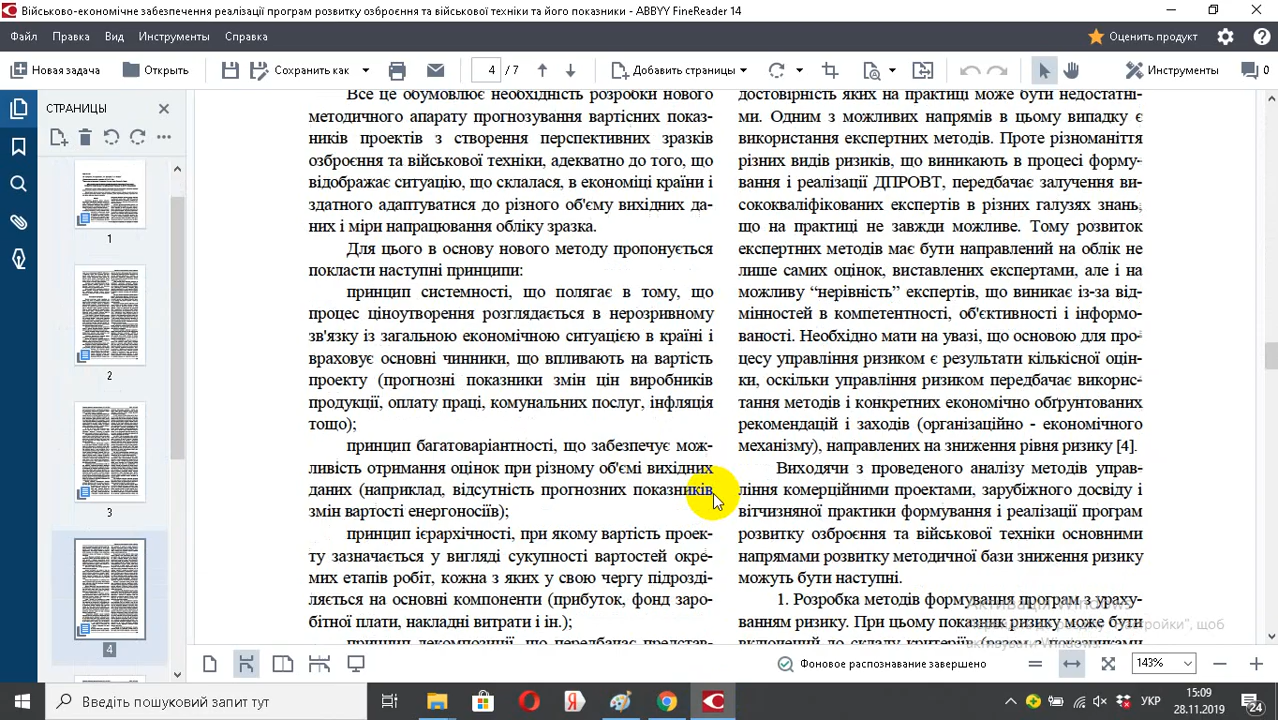 Військово-економічне забезпечення реалізації програм розвитку озброєння та військової техніки та його показники - ABBYY FineReader 14
Файл Правка Вид Инструменты Справка
Оценить продукт
Новая задача Открыть Сохранить как 4 / 7 Добавить страницы Инструменты 0
СТРАНИЦЫ
1
2
3
4
Все це обумовлює необхідність розробки нового
методичного апарату прогнозування вартісних показ-
ників проектів з створення перспективних зразків
озброєння та військової техніки, адекватно до того, що
відображає ситуацію, що склалася, в економіці країни і
здатного адаптуватися до різного об'єму вихідних да-
них і міри напрацювання обліку зразка.
Для цього в основу нового методу пропонується
покласти наступні принципи:
принцип системності, що полягає в тому, що
процес ціноутворення розглядається в нерозривному
зв'язку із загальною економічною ситуацією в країні і
враховує основні чинники, що впливають на вартість
проекту (прогнозні показники змін цін виробників
продукції, оплату праці, комунальних послуг, інфляція
тощо);
принцип багатоваріантності, що забезпечує мож-
ливість отримання оцінок при різному об'ємі вихідних
даних (наприклад, відсутність прогнозних показників
змін вартості енергоносіїв);
принцип ієрархічності, при якому вартість проек-
ту зазначається у вигляді сукупності вартостей окре-
мих етапів робіт, кожна з яких у свою чергу підрозді-
ляється на основні компоненти (прибуток, фонд заро-
бітної плати, накладні витрати і ін.);
принцип декомпозиції, що передбачає представ-
достовірність яких на практиці може бути недостатні-
ми. Одним з можливих напрямів в цьому випадку є
використання експертних методів. Проте різноманіття
різних видів ризиків, що виникають в процесі форму-
вання і реалізації ДПРОВТ, передбачає залучення ви-
сококваліфікованих експертів в різних галузях знань,
що на практиці не завжди можливе. Тому розвиток
експертних методів має бути направлений на облік не
лише самих оцінок, виставлених експертами, але і на
можливу “нерівність” експертів, що виникає із-за від-
мінностей в компетентності, об'єктивності і інформо-
ваності. Необхідно мати на увазі, що основою для про-
цесу управління ризиком є результати кількісної оцін-
ки, оскільки управління ризиком передбачає викорис-
тання методів і конкретних економічно обґрунтованих
рекомендацій і заходів (організаційно - економічного
механізму), направлених на зниження рівня ризику [4].
Виходячи з проведеного аналізу методів управ-
ління комерційними проектами, зарубіжного досвіду і
вітчизняної практики формування і реалізації програм
розвитку озброєння та військової техніки основними
напрямами розвитку методичної бази зниження ризику
можуть бути наступні.
1. Розробка методів формування програм з ураху-
ванням ризику. При цьому показник ризику може бути
включений до складу критеріїв (разом з показниками
Активація Windows
"Настройки", щоб
активувати Windows.
Фоновое распознавание завершено 143%
Введіть пошуковий запит тут
УКР 15:09
28.11.2019 24